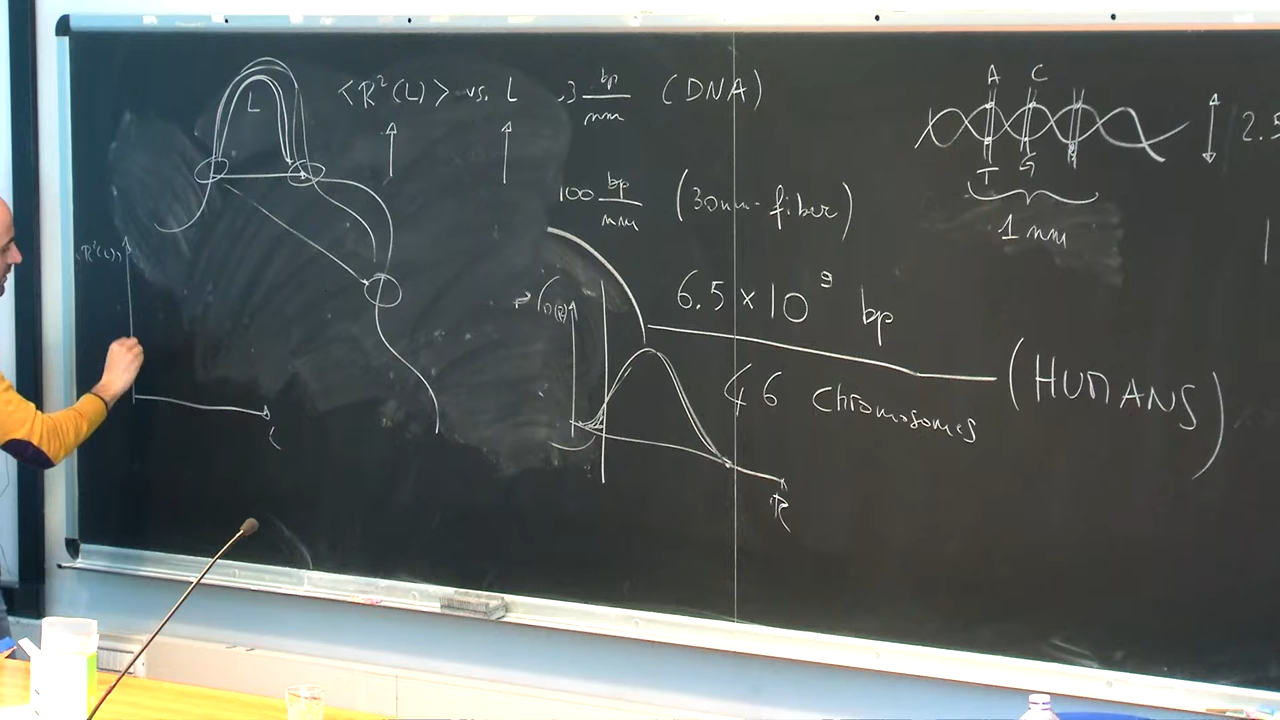 L
<R²(L)> vs. L
.3 bp/nm (DNA)
100 bp/nm (30nm-fiber)
A C
T G
1 nm
2.5
<R²(L)>
L
P(R)
R
6.5 × 10⁹ bp
46 Chromosomes
(HUMANS)